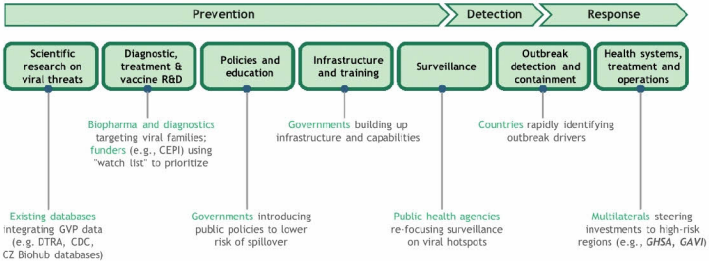 Prevention
Detection
Response
Scientific
research on
viral threats
Diagnostic,
treatment &
vaccine R&D
Policies and
education
Infrastructure
and training
Surveillance
Outbreak
detection and
containment
Health systems,
treatment and
operations
Biopharma and diagnostics
targeting viral families;
funders (e.g., CEPI) using
"watch list" to prioritize
Governments building up
infrastructure and capabilities
Countries rapidly identifying
outbreak drivers
Existing databases
integrating GVP data
(e.g. DTRA, CDC,
CZ Biohub databases)
Governments introducing
public policies to lower
risk of spillover
Public health agencies
re-focusing surveillance
on viral hotspots
Multilaterals steering
investments to high-risk
regions (e.g., GHSA, GAVI)